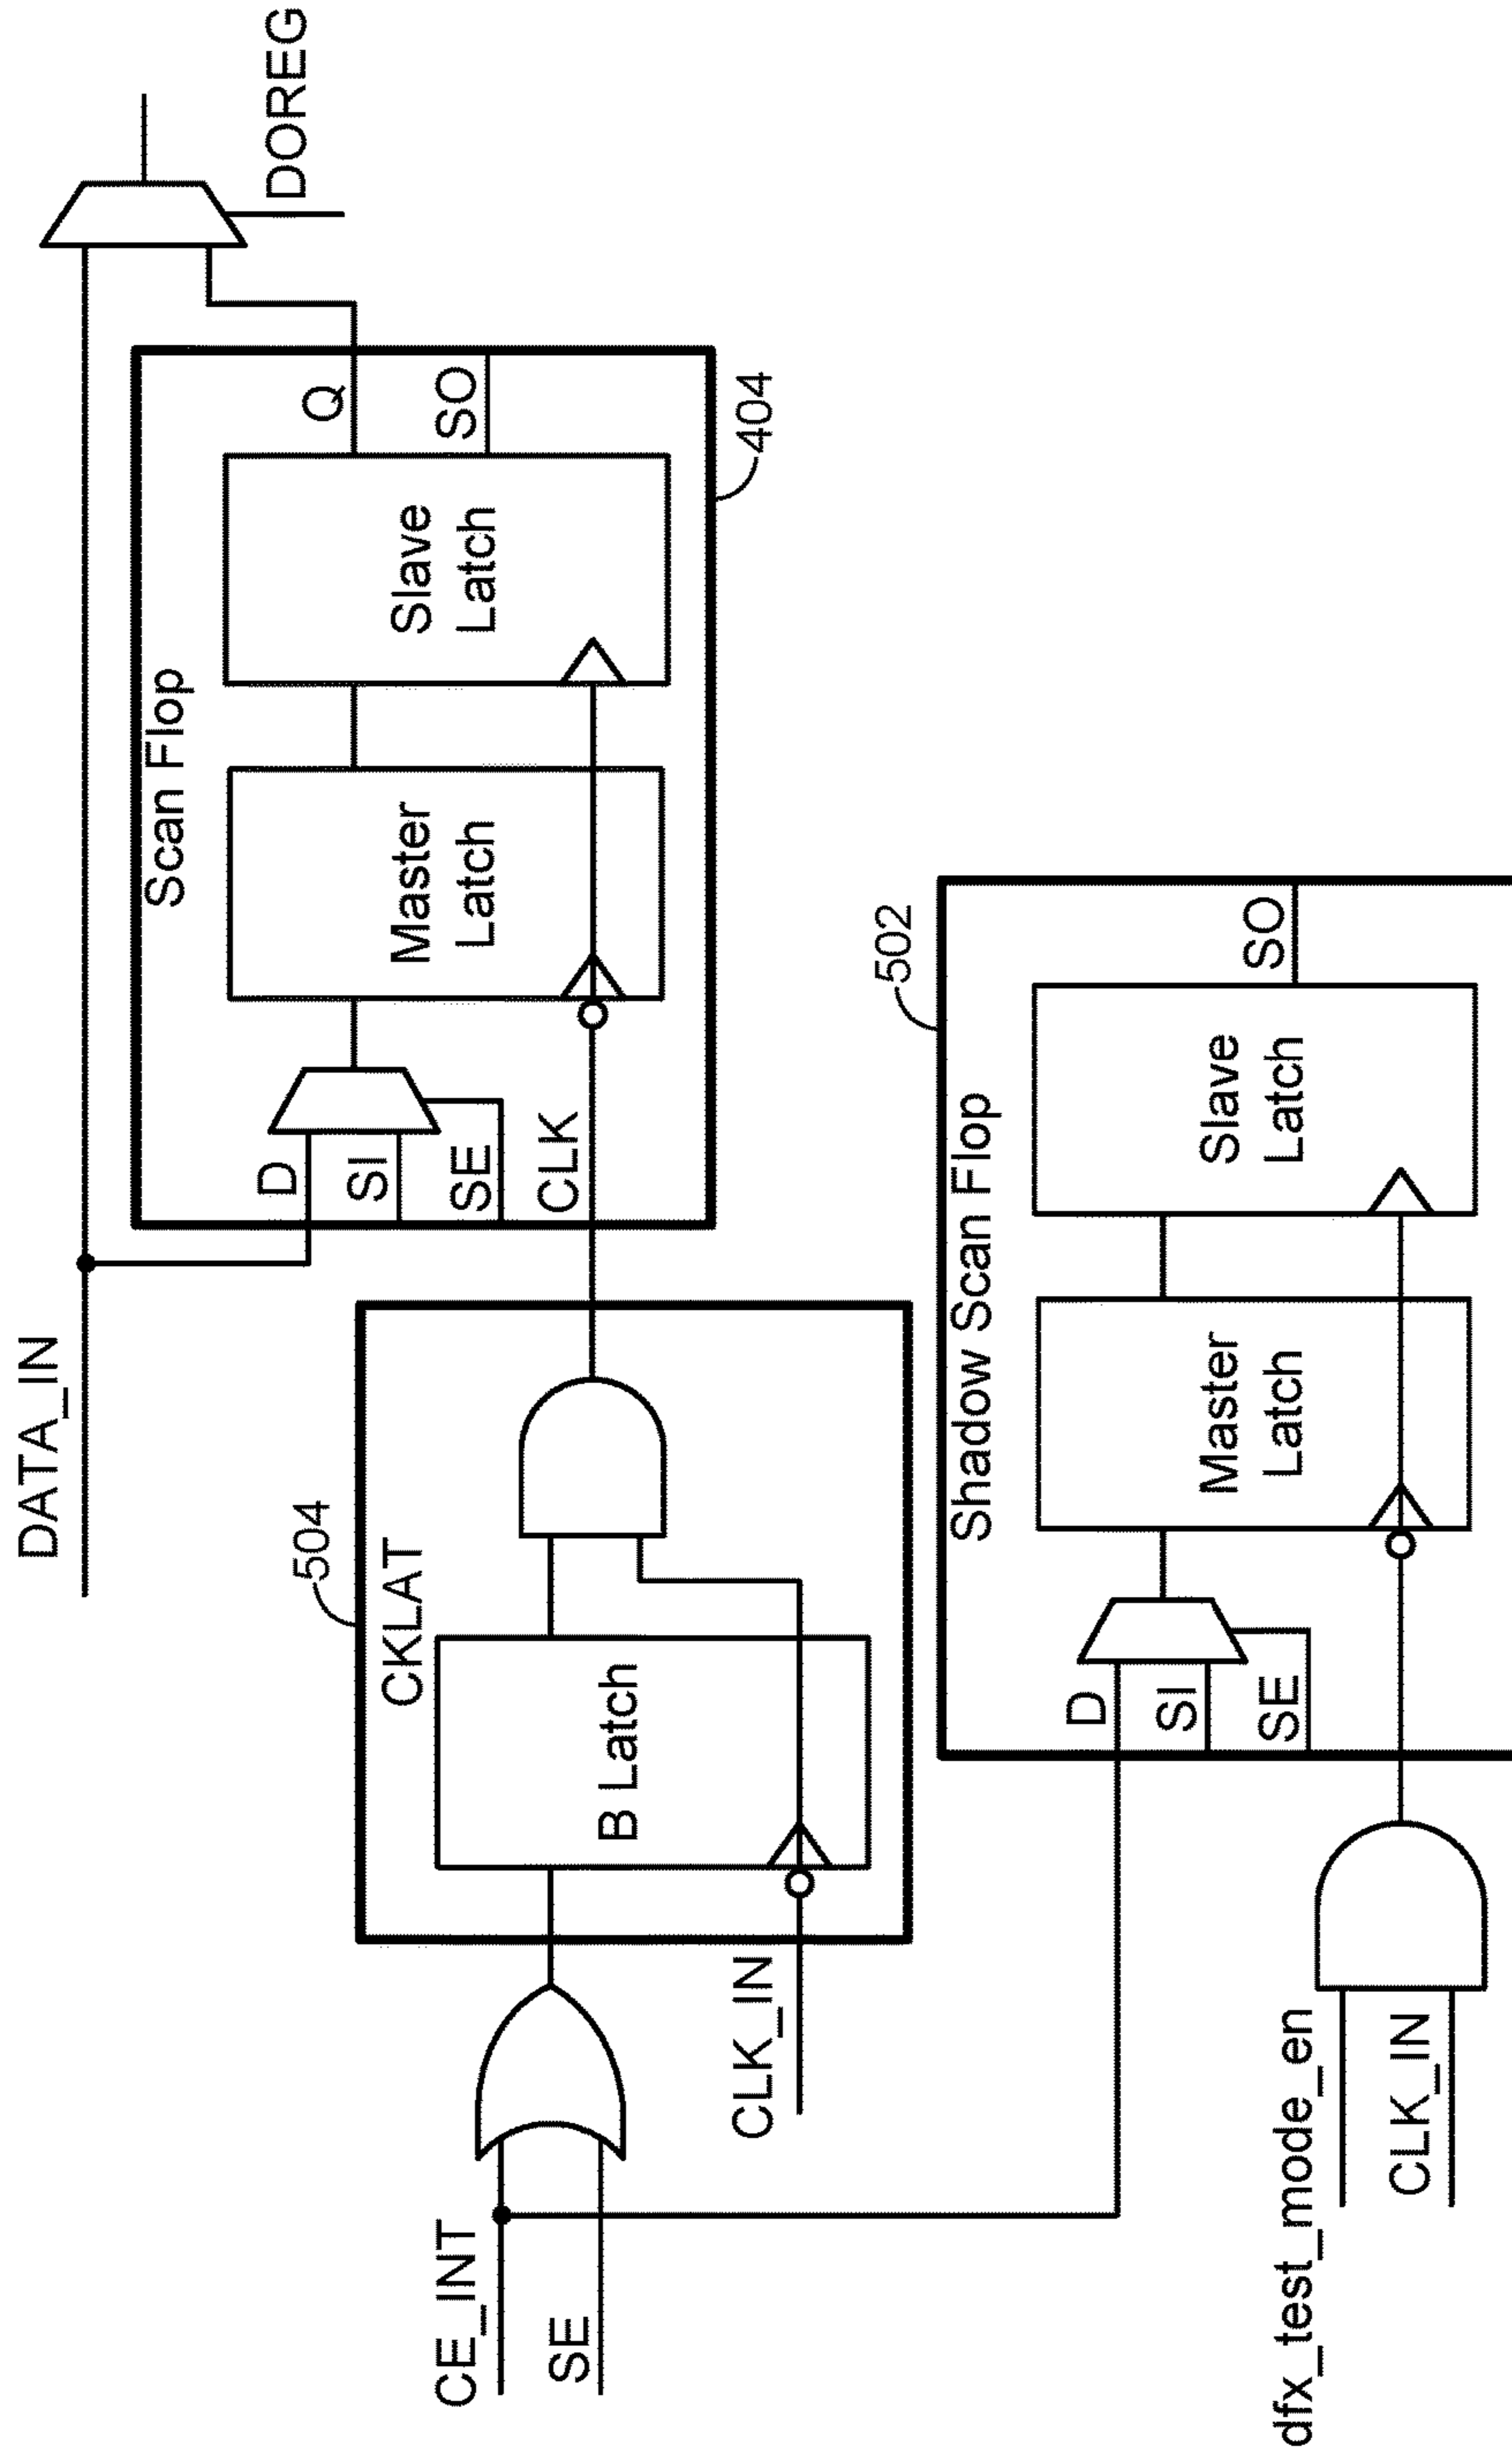 DATA_IN
DOREG
Scan Flop
D
SI
SE
CLK
Master
Latch
Slave
Latch
Q
SO
404
504
CKLAT
B Latch
CE_INT
SE
CLK_IN
502
Shadow Scan Flop
D
SI
SE
Master
Latch
Slave
Latch
SO
dfx_test_mode_en
CLK_IN